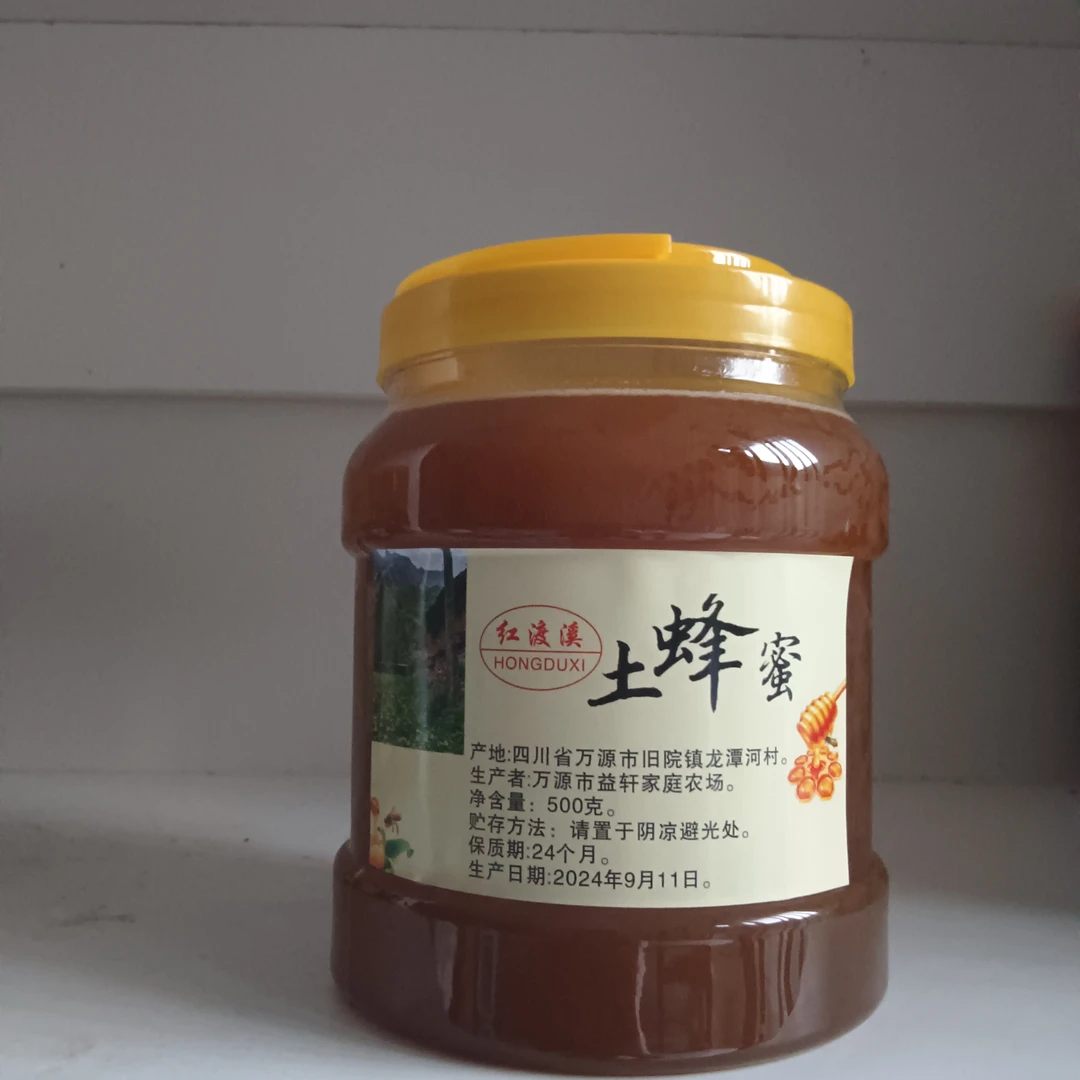 红渡溪
HONGDUXI
土蜂蜜
产地:四川省万源市旧院镇龙潭河村。
生产者:万源市益轩家庭农场。
净含量：500克。
贮存方法：请置于阴凉避光处。
保质期:24个月。
生产日期:2024年9月11日。